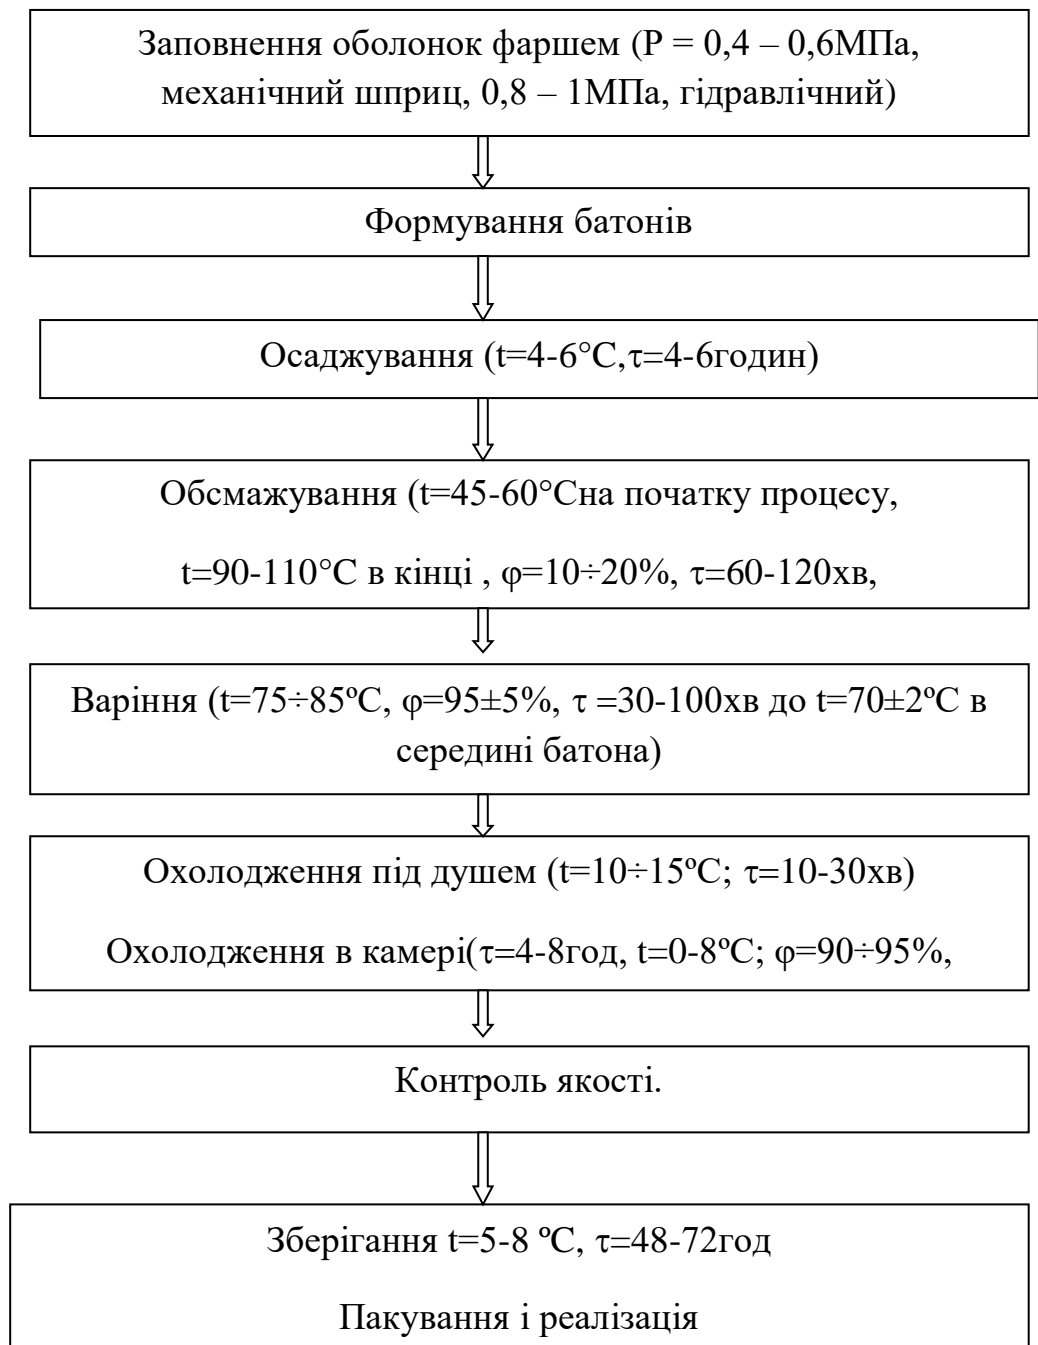 Заповнення оболонок фаршем (Р = 0,4 – 0,6МПа,
механічний шприц, 0,8 – 1МПа, гідравлічний)
Формування батонів
Осаджування (t=4-6°С,τ=4-6годин)
Обсмажування (t=45-60°Сна початку процесу,
t=90-110°С в кінці , φ=10÷20%, τ=60-120хв,
Варіння (t=75÷85ºС, φ=95±5%, τ =30-100хв до t=70±2ºС в
середині батона)
Охолодження під душем (t=10÷15ºС; τ=10-30хв)
Охолодження в камері(τ=4-8год, t=0-8ºС; φ=90÷95%,
Контроль якості.
Зберігання t=5-8 ºС, τ=48-72год
Пакування і реалізація